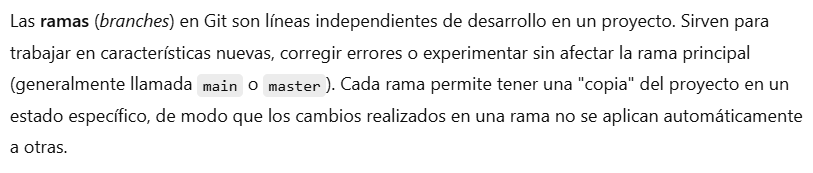 Las ramas (branches) en Git son líneas independientes de desarrollo en un proyecto. Sirven para
trabajar en características nuevas, corregir errores o experimentar sin afectar la rama principal
(generalmente llamada main o master). Cada rama permite tener una "copia" del proyecto en un
estado específico, de modo que los cambios realizados en una rama no se aplican automáticamente
a otras.